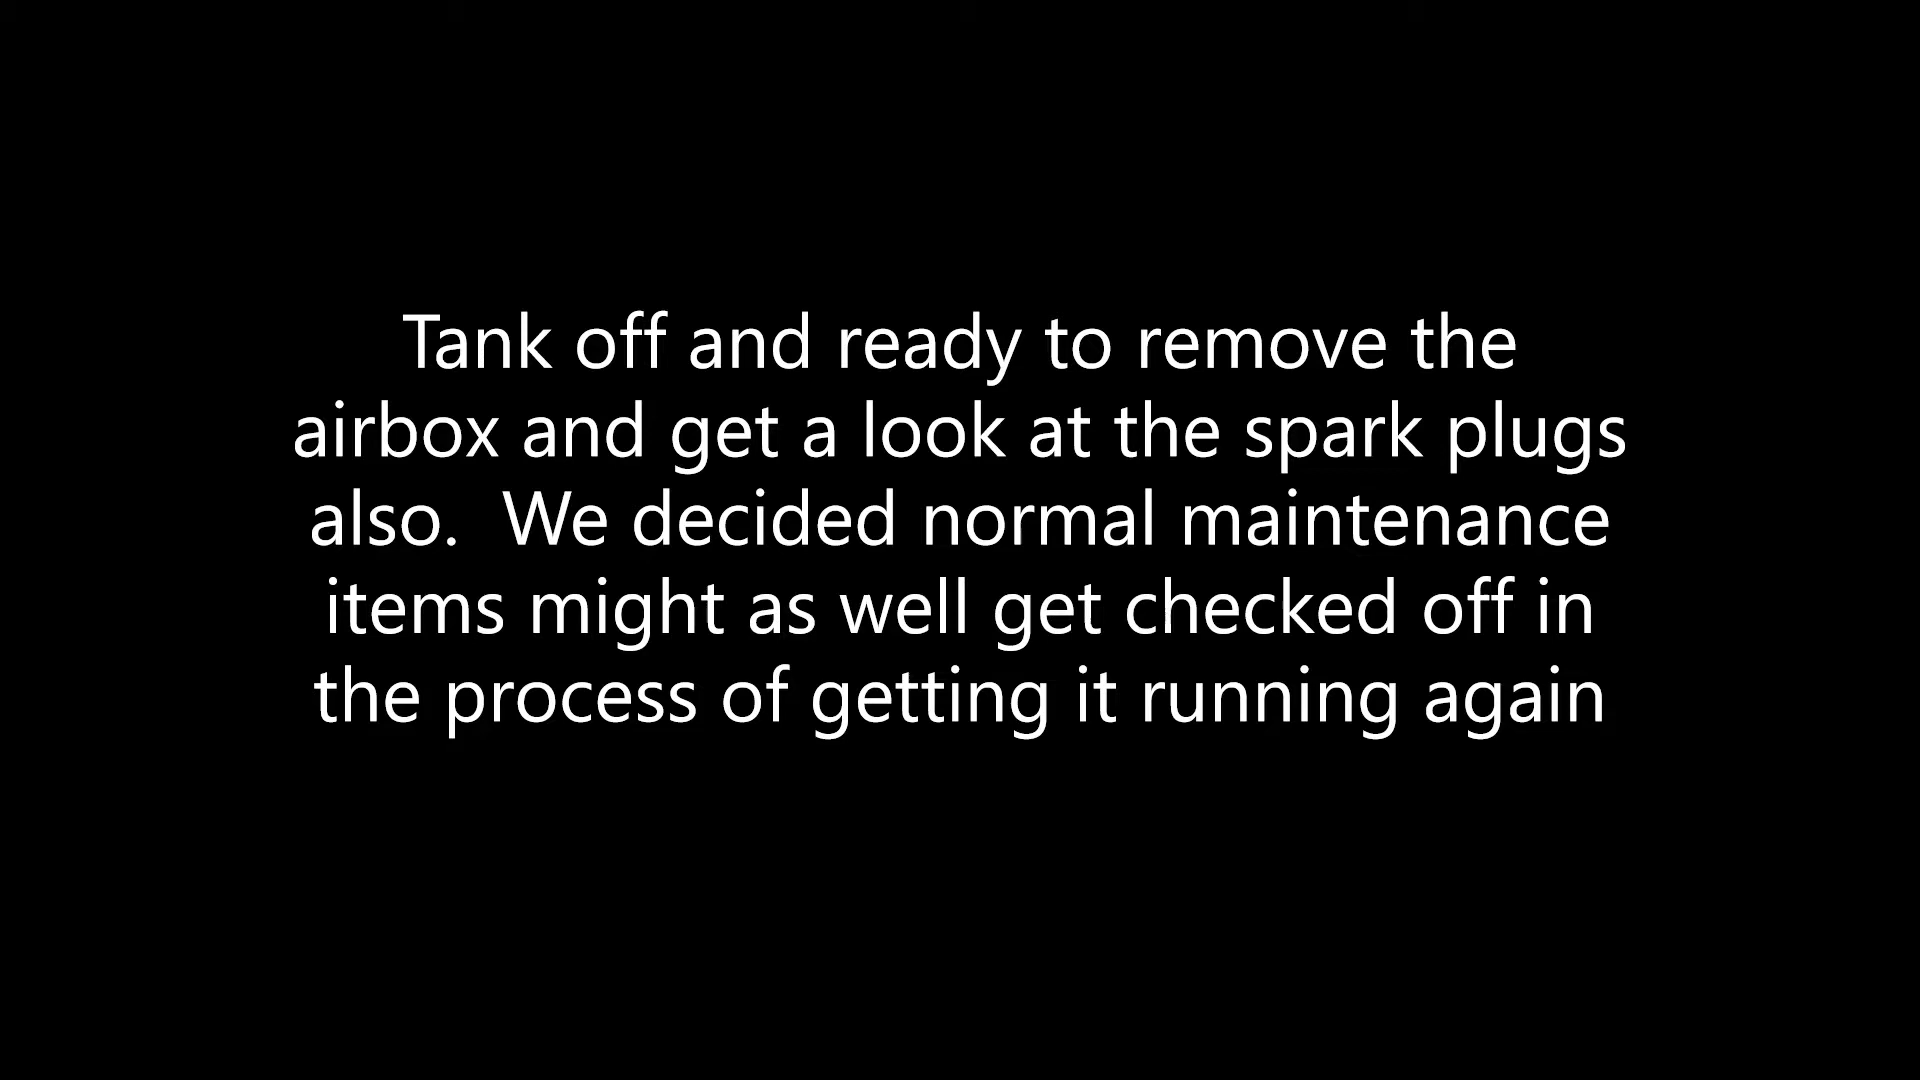 Tank off and ready to remove the
airbox and get a look at the spark plugs
also.  We decided normal maintenance
items might as well get checked off in
the process of getting it running again